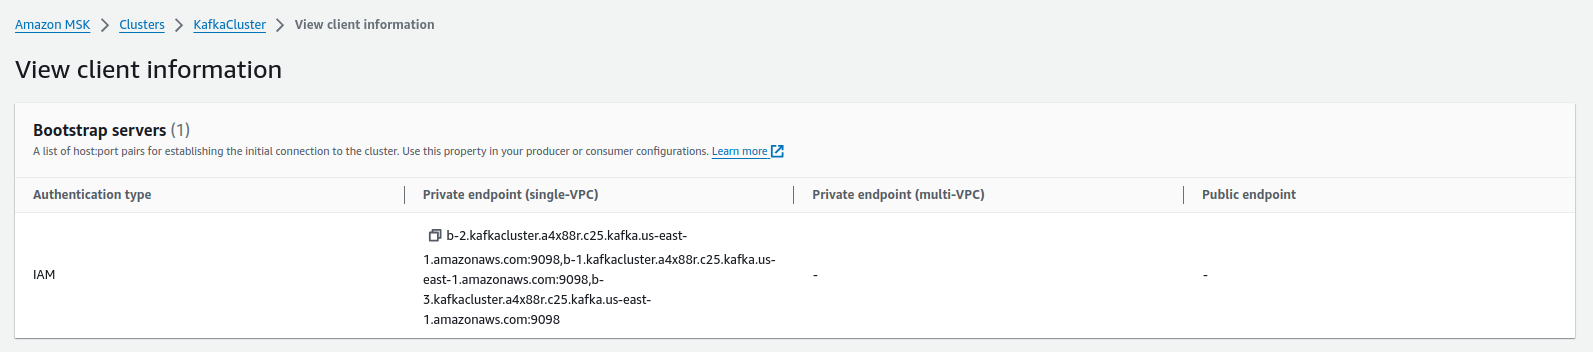 Amazon MSK > Clusters > KafkaCluster > View client information
View client information
Bootstrap servers (1)
A list of host:port pairs for establishing the initial connection to the cluster. Use this property in your producer or consumer configurations. Learn more
Authentication type Private endpoint (single-VPC) Private endpoint (multi-VPC) Public endpoint
b-2.kafkacluster.a4x88r.c25.kafka.us-east-
1.amazonaws.com:9098,b-1.kafkacluster.a4x88r.c25.kafka.us-
IAM east-1.amazonaws.com:9098,b- - -
3.kafkacluster.a4x88r.c25.kafka.us-east-
1.amazonaws.com:9098